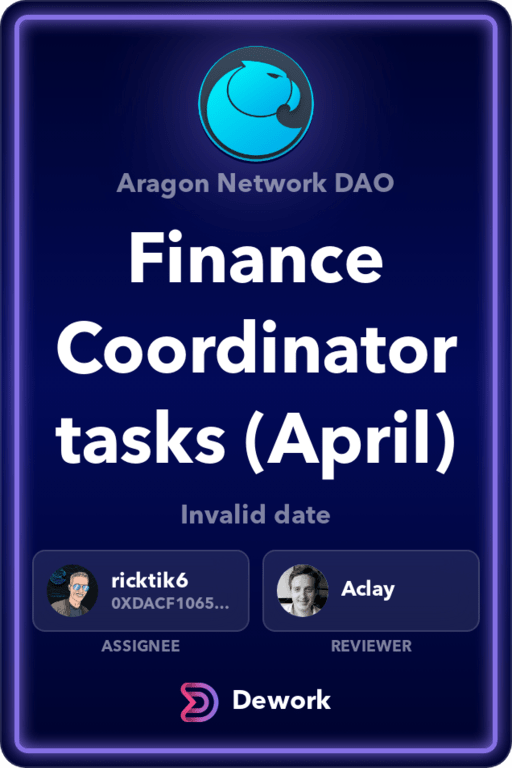 Aragon Network DAO
Finance
Coordinator
tasks (April)
Invalid date
ricktik6
0XDACF1065...
Aclay
ASSIGNEE
REVIEWER
Dework